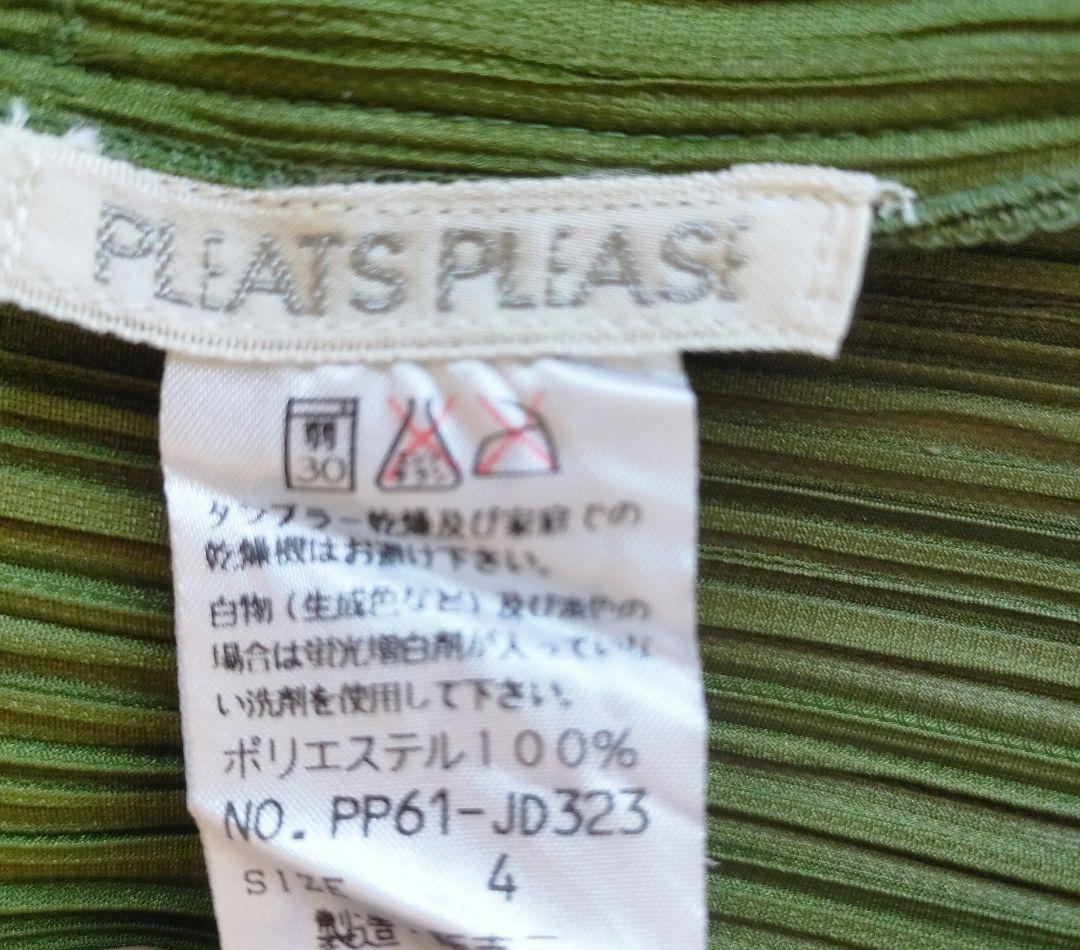 PLEATS PLEASE
弱
30
タンブラー乾燥及び家庭での
乾燥機はお避け下さい。
白物(生成色など)及び淡色の
場合は蛍光増白剤が入っていな
い洗剤を使用して下さい。
ポリエステル100%
NO. PP61-JD323
SIZE 4
製造